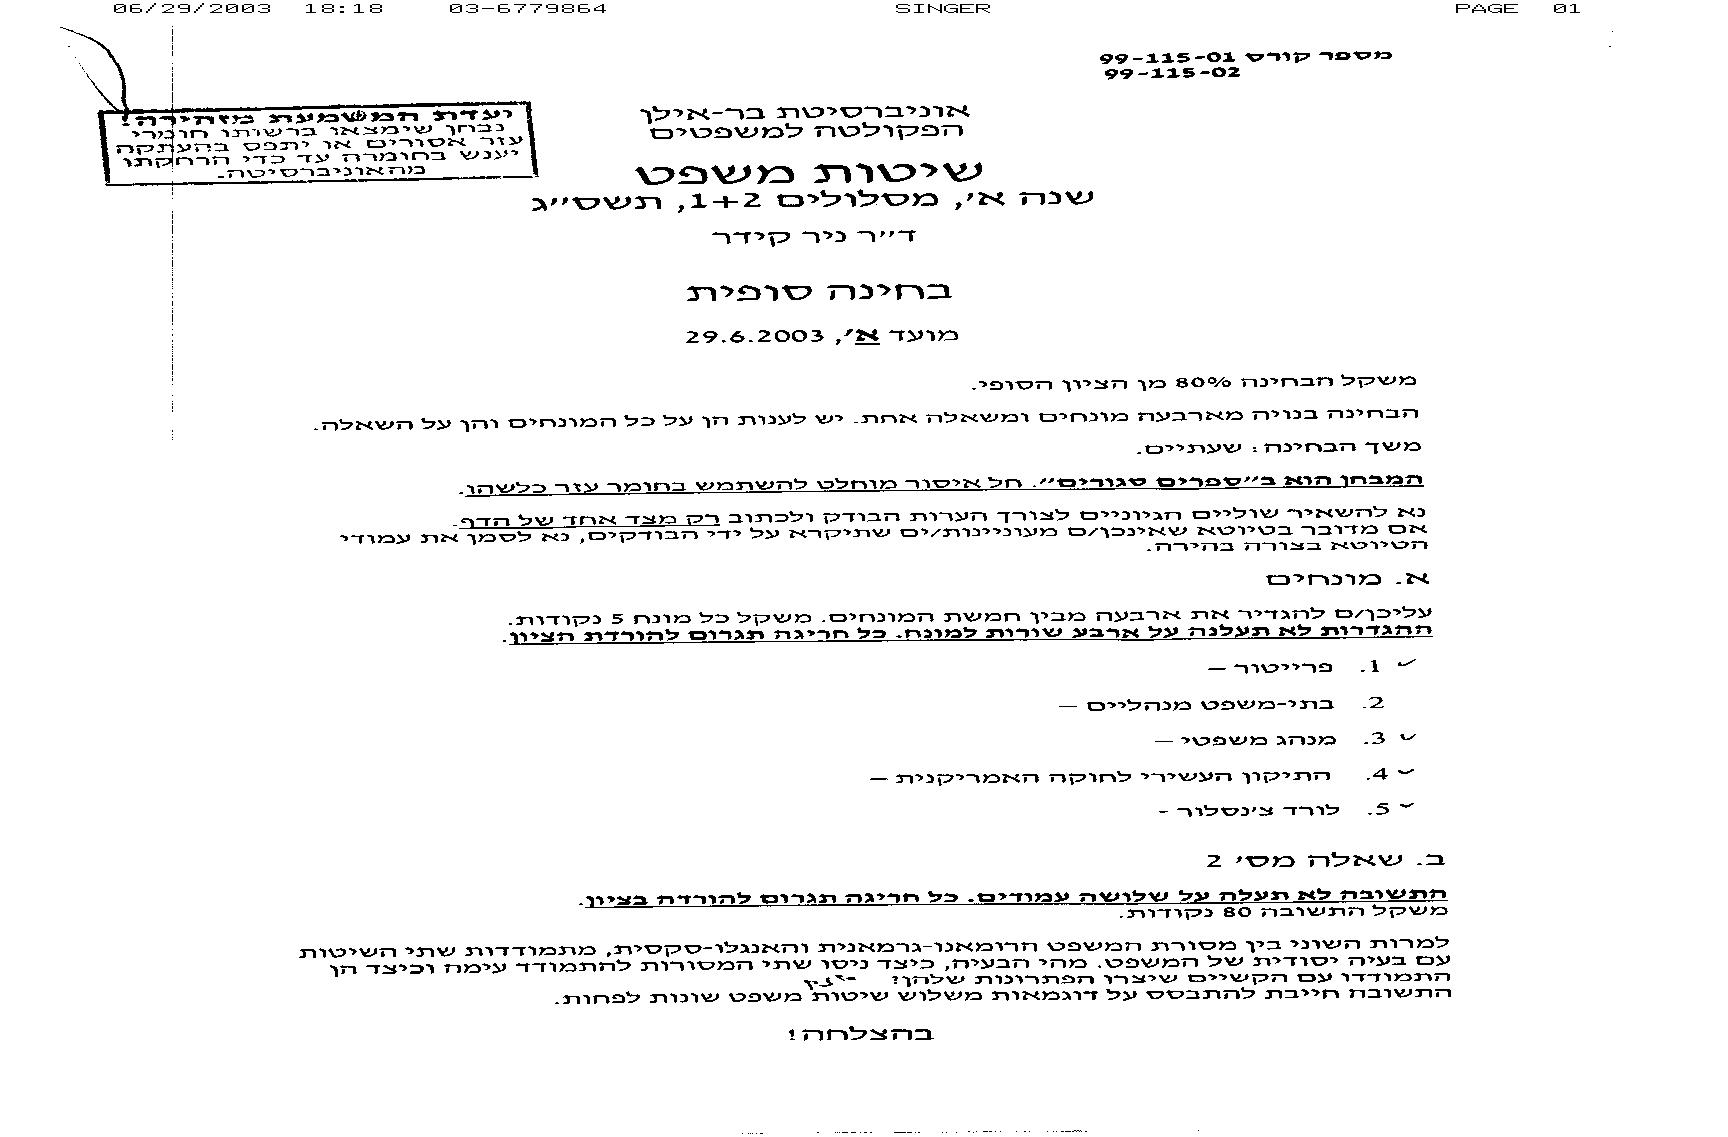 06/29/2003 18:18 03-6779864 SINGER PAGE 01
מספר קורס 99-115-01
99-115-02
ועדת המשמעת מזהירה!
נבחן שימצאו ברשותו חומרי
עזר אסורים או יתפס בהעתקה
יענש בחומרה עד כדי הרחקתו
מהאוניברסיטה.
אוניברסיטת בר-אילן
הפקולטה למשפטים
שיטות משפט
שנה א', מסלולים 1+2, תשס"ג
ד"ר ניר קידר
בחינה סופית
מועד א', 29.6.2003
משקל הבחינה 80% מן הציון הסופי.
הבחינה בנויה מארבעה מונחים ומשאלה אחת. יש לענות הן על כל המונחים והן על השאלה.
משך הבחינה: שעתיים.
המבחן הוא ב"ספרים סגורים". חל איסור מוחלט להשתמש בחומר עזר כלשהו.
נא להשאיר שוליים הגיוניים לצורך הערות הבודק ולכתוב רק מצד אחד של הדף.
אם מדובר בטיוטא שאינכן/ם מעוניינות/ים שתיקרא על ידי הבודקים, נא לסמן את עמודי
הטיוטא בצורה בהירה.
א. מונחים
עליכן/ם להגדיר את ארבעה מבין חמשת המונחים. משקל כל מונח 5 נקודות.
ההגדרות לא תעלנה על ארבע שורות למונח. כל חריגה תגרום להורדת הציון.
1. פרייטור –
2. בתי-משפט מנהליים –
3. מנהג משפטי –
4. התיקון העשירי לחוקה האמריקנית –
5. לורד צ'נסלור -
ב. שאלה מס' 2
התשובה לא תעלה על שלושה עמודים. כל חריגה תגרום להורדה בציון.
משקל התשובה 80 נקודות.
למרות השוני בין מסורת המשפט הרומאנו-גרמאנית והאנגלו-סקסית, מתמודדות שתי השיטות
עם בעיה יסודית של המשפט. מהי הבעיה, כיצד ניסו שתי המסורות להתמודד עימה וכיצד הן
התמודדו עם הקשיים שיצרו הפתרונות שלהן?
התשובה חייבת להתבסס על דוגמאות משלוש שיטות משפט שונות לפחות.
בהצלחה!